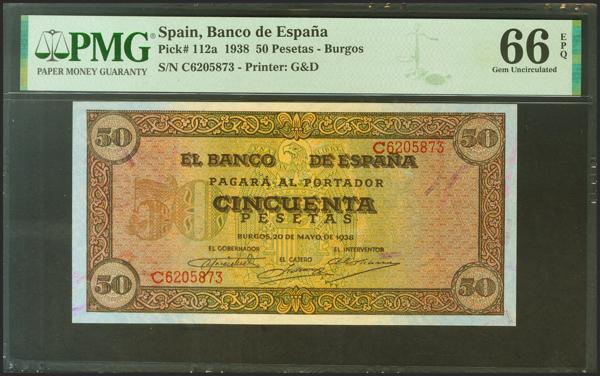 PMG
PAPER MONEY GUARANTY
Spain, Banco de España
Pick# 112a 1938 50 Pesetas - Burgos
S/N C6205873 - Printer: G&D
66 EPQ
Gem Uncirculated
50 50
C6205873
EL BANCO DE ESPAÑA
PAGARÁ AL PORTADOR
50
CINCUENTA
PESETAS
BURGOS, 20 DE MAYO, DE 1938
EL GOBERNADOR EL INTERVENTOR
EL CAJERO
C6205873
50 50